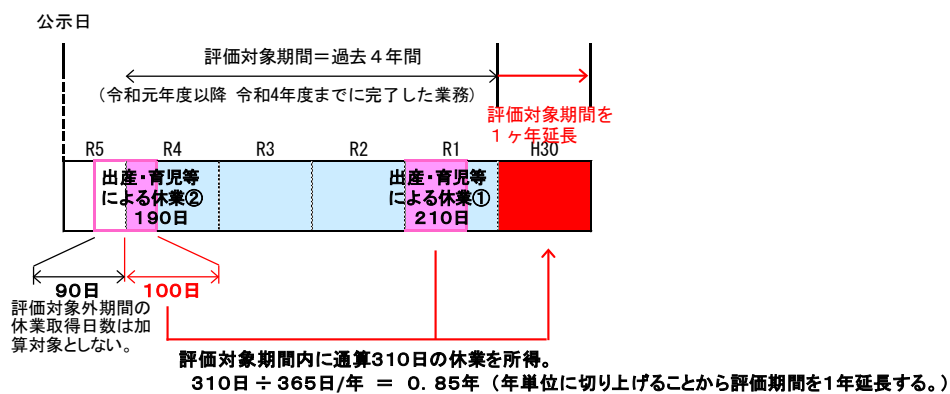 公示日
評価対象期間＝過去４年間
（令和元年度以降 令和4年度までに完了した業務）
評価対象期間を
１ヶ年延長
R5 R4 R3 R2 R1 H30
出産・育児等
による休業②
１９０日
出産・育児等
による休業①
２１０日
９０日
１００日
評価対象外期間の
休業取得日数は加
算対象としない。
評価対象期間内に通算３１０日の休業を所得。
３１０日 ÷ ３６５日/年 ＝ ０．８５年 （年単位に切り上げることから評価期間を１年延長する。）